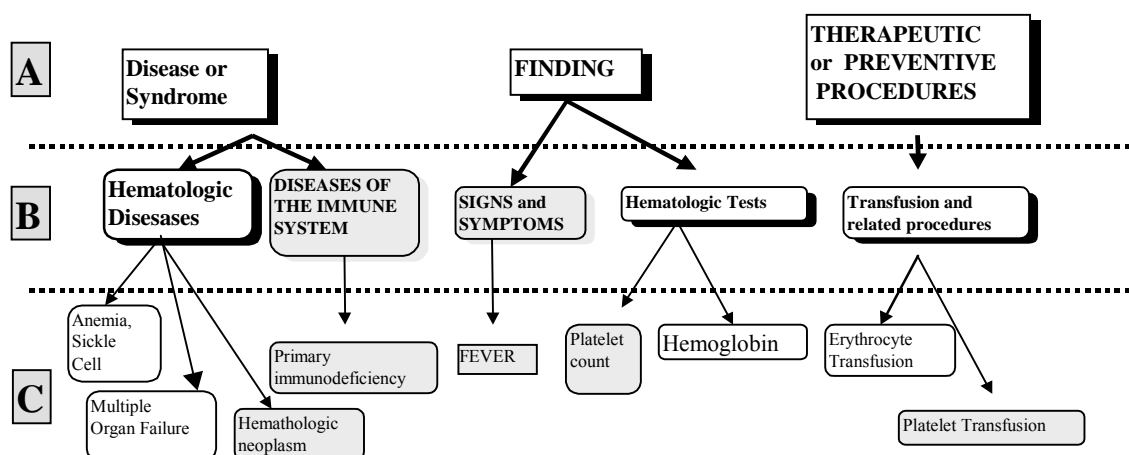 A
Disease or
Syndrome
FINDING
THERAPEUTIC
or PREVENTIVE
PROCEDURES
B
Hematologic
Disesases
DISEASES OF
THE IMMUNE
SYSTEM
SIGNS and
SYMPTOMS
Hematologic Tests
Transfusion and
related procedures
C
Anemia,
Sickle
Cell
Multiple
Organ Failure
Hemathologic
neoplasm
Primary
immunodeficiency
FEVER
Platelet
count
Hemoglobin
Erythrocyte
Transfusion
Platelet Transfusion